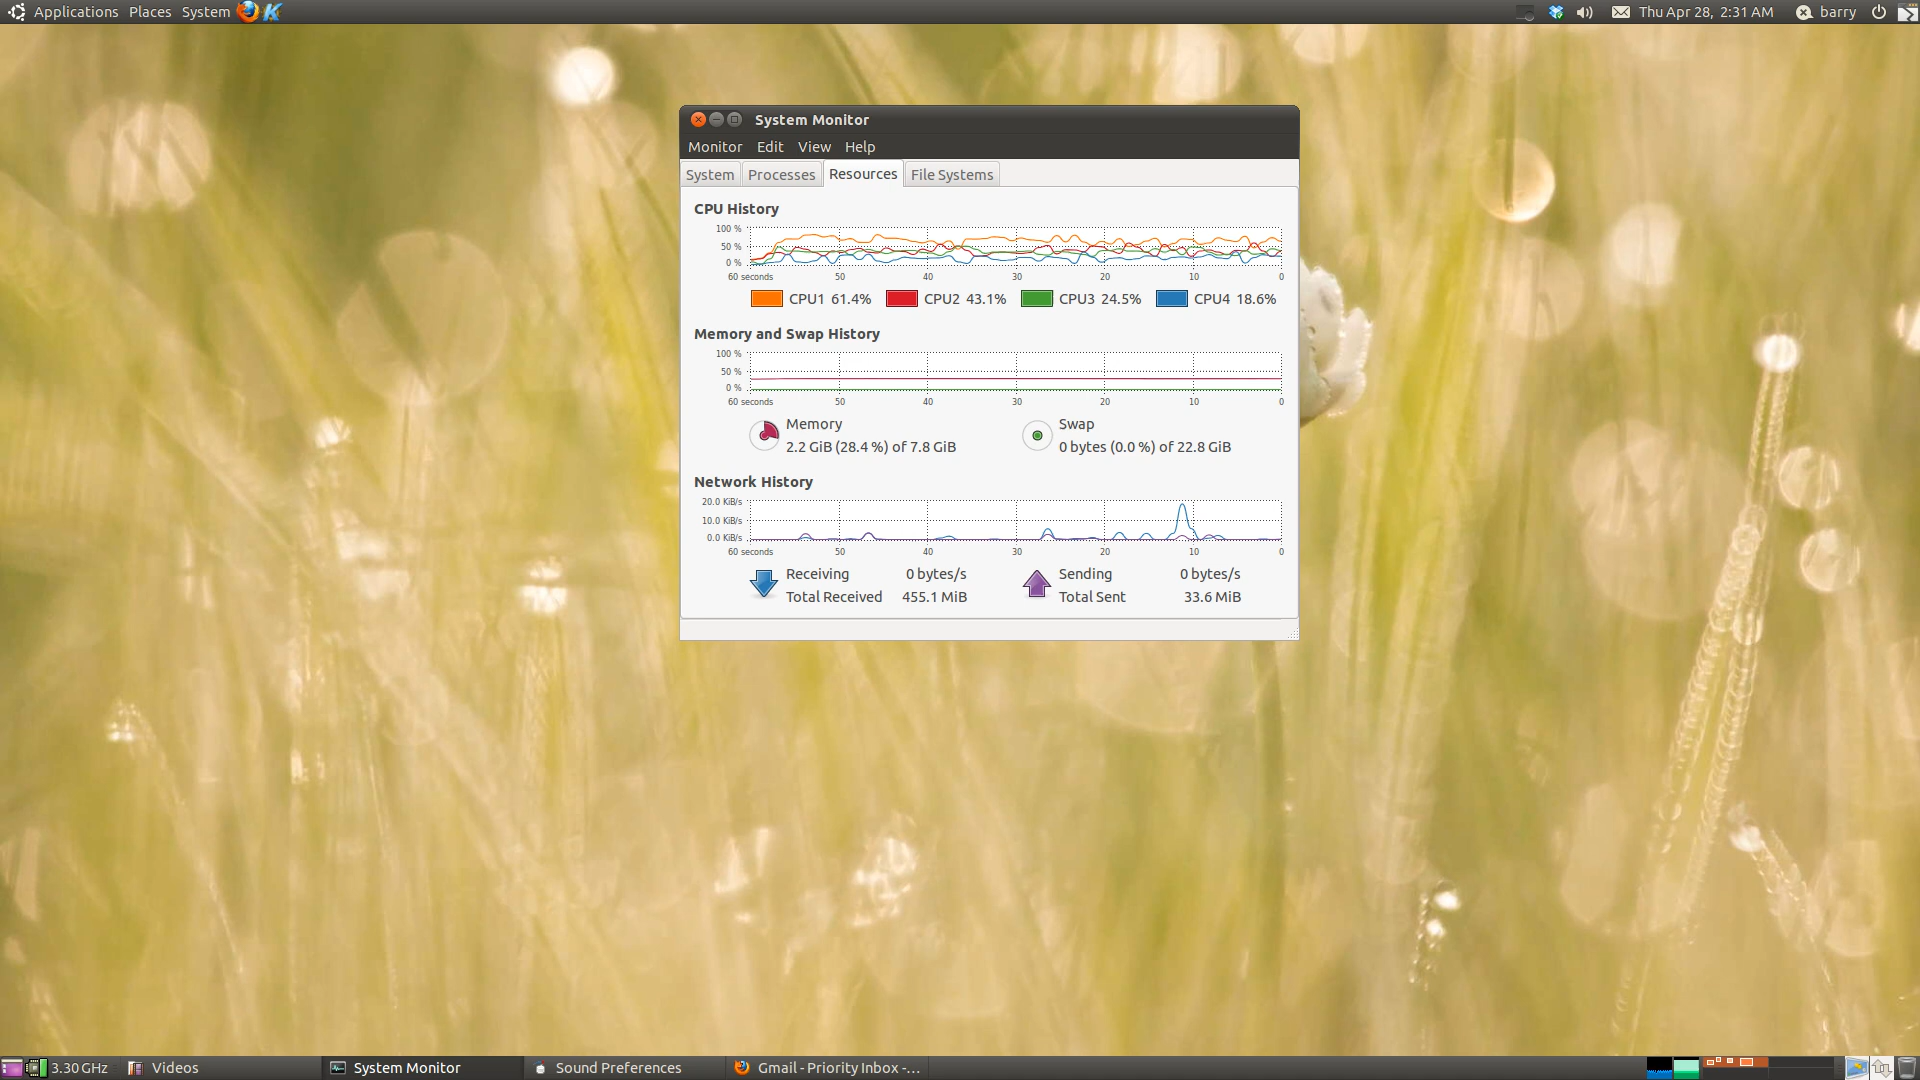 Applications Places System Thu Apr 28, 2:31 AM barry
System Monitor
Monitor Edit View Help
System Processes Resources File Systems
CPU History
100 %
50 %
0 %
60 seconds 50 40 30 20 10 0
CPU1 61.4% CPU2 43.1% CPU3 24.5% CPU4 18.6%
Memory and Swap History
100 %
50 %
0 %
60 seconds 50 40 30 20 10 0
Memory Swap
2.2 GiB (28.4 %) of 7.8 GiB 0 bytes (0.0 %) of 22.8 GiB
Network History
20.0 KiB/s
10.0 KiB/s
0.0 KiB/s
60 seconds 50 40 30 20 10 0
Receiving 0 bytes/s Sending 0 bytes/s
Total Received 455.1 MiB Total Sent 33.6 MiB
3.30 GHz Videos System Monitor Sound Preferences Gmail - Priority Inbox -...